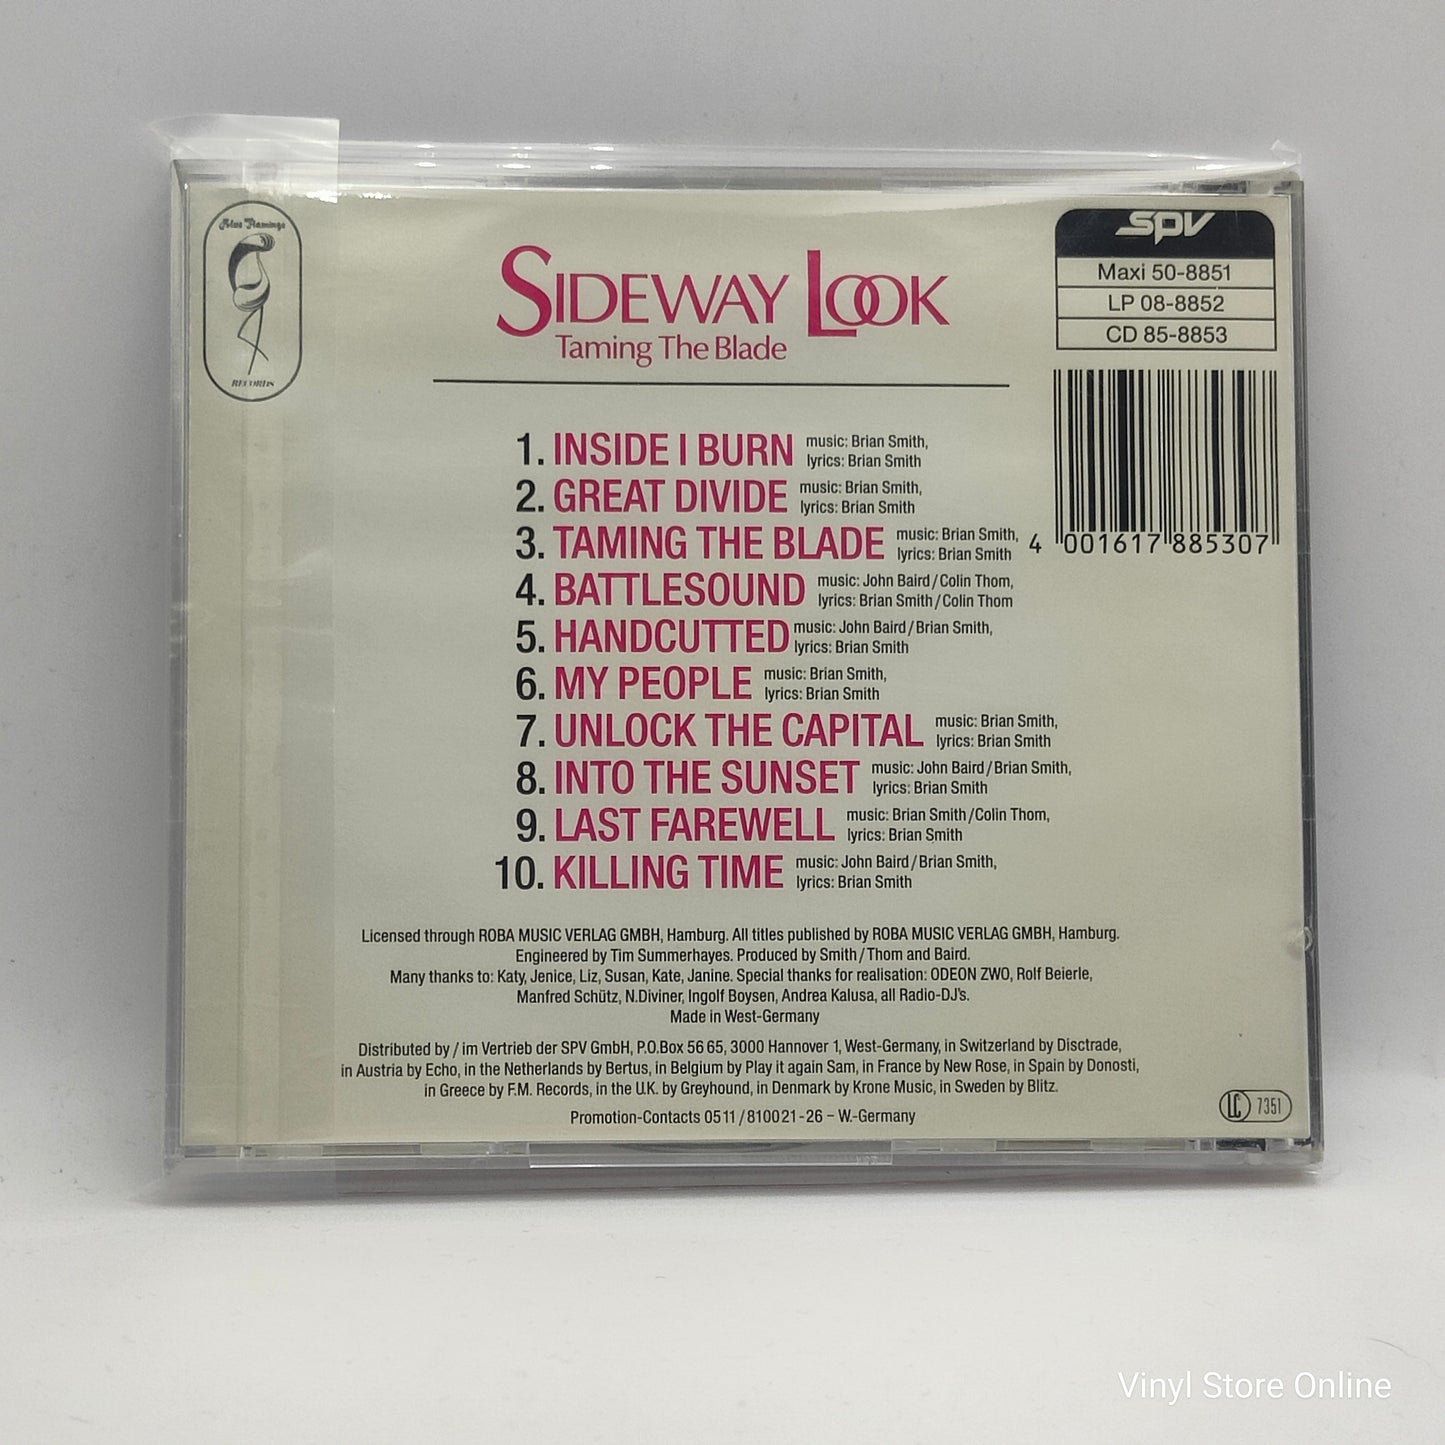 Blue Flamingo
RECORDS
SIDEWAY LOOK
Taming The Blade
SPV
Maxi 50-8851
LP 08-8852
CD 85-8853
4 001617 885307
1. INSIDE I BURN music: Brian Smith,
lyrics: Brian Smith
2. GREAT DIVIDE music: Brian Smith,
lyrics: Brian Smith
3. TAMING THE BLADE music: Brian Smith,
lyrics: Brian Smith
4. BATTLESOUND music: John Baird/Colin Thom,
lyrics: Brian Smith/Colin Thom
5. HANDCUTTED music: John Baird/Brian Smith,
lyrics: Brian Smith
6. MY PEOPLE music: Brian Smith,
lyrics: Brian Smith
7. UNLOCK THE CAPITAL music: Brian Smith,
lyrics: Brian Smith
8. INTO THE SUNSET music: John Baird/Brian Smith,
lyrics: Brian Smith
9. LAST FAREWELL music: Brian Smith/Colin Thom,
lyrics: Brian Smith
10. KILLING TIME music: John Baird/Brian Smith,
lyrics: Brian Smith
Licensed through ROBA MUSIC VERLAG GMBH, Hamburg. All titles published by ROBA MUSIC VERLAG GMBH, Hamburg.
Engineered by Tim Summerhayes. Produced by Smith/Thom and Baird.
Many thanks to: Katy, Jenice, Liz, Susan, Kate, Janine. Special thanks for realisation: ODEON ZWO, Rolf Beierle,
Manfred Schütz, N.Diviner, Ingolf Boysen, Andrea Kalusa, all Radio-DJ's.
Made in West-Germany
Distributed by / im Vertrieb der SPV GmbH, P.O.Box 56 65, 3000 Hannover 1, West-Germany, in Switzerland by Disctrade,
in Austria by Echo, in the Netherlands by Bertus, in Belgium by Play it again Sam, in France by New Rose, in Spain by Donosti,
in Greece by F.M. Records, in the U.K. by Greyhound, in Denmark by Krone Music, in Sweden by Blitz.
Promotion-Contacts 05 11 / 81 00 21 - 26 – W.-Germany
LC 7351
Vinyl Store Online